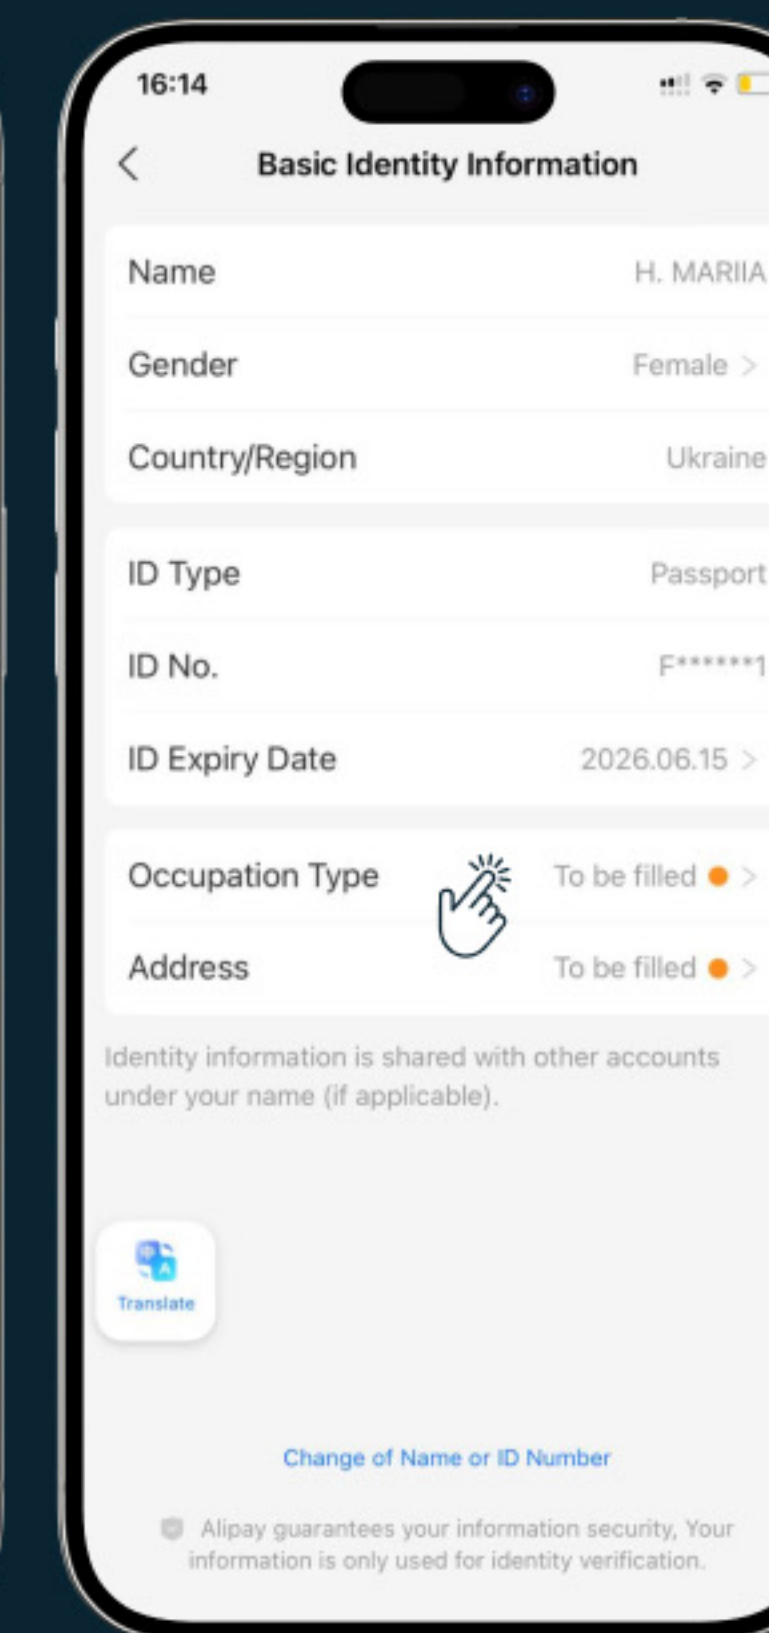 16:14
Basic Identity Information
Name H. MARIIA
Gender Female >
Country/Region Ukraine
ID Type Passport
ID No. F******1
ID Expiry Date 2026.06.15 >
Occupation Type To be filled >
Address To be filled >
Identity information is shared with other accounts
under your name (if applicable).
中 A
Translate
Change of Name or ID Number
Alipay guarantees your information security, Your
information is only used for identity verification.